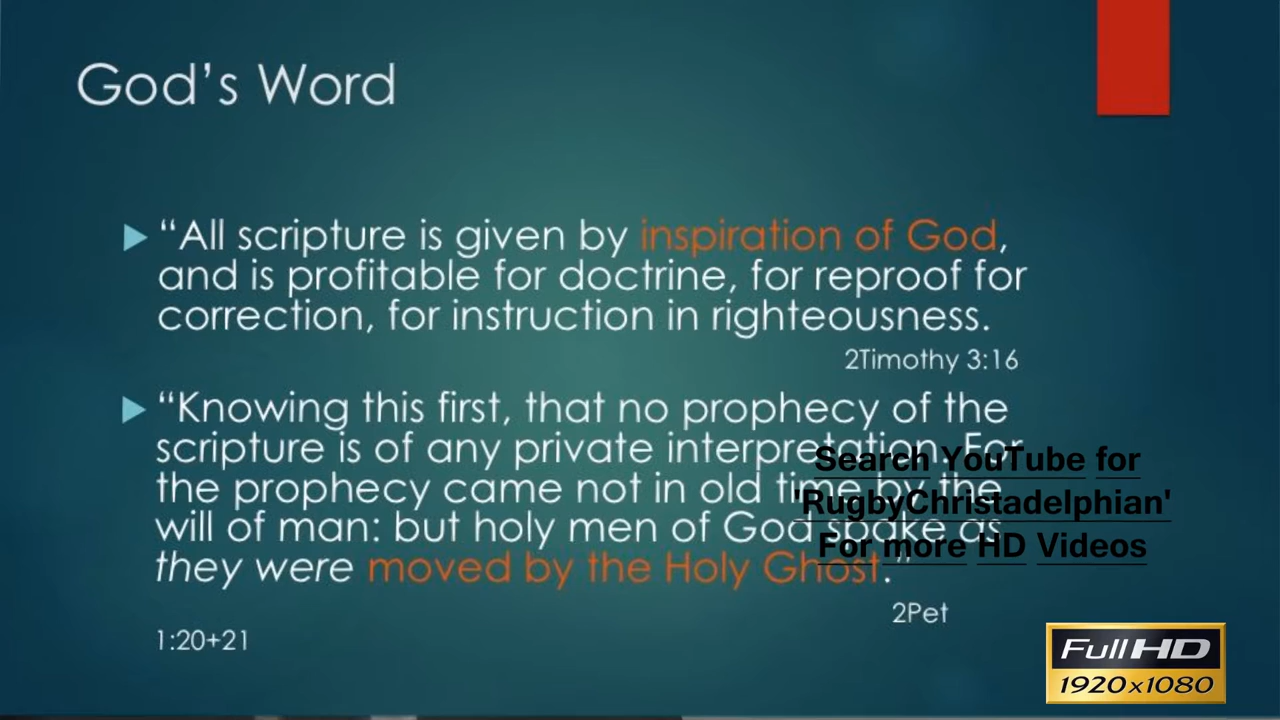 God's Word
“All scripture is given by inspiration of God,
and is profitable for doctrine, for reproof for
correction, for instruction in righteousness.
2Timothy 3:16
“Knowing this first, that no prophecy of the
scripture is of any private interpretation. For
the prophecy came not in old time by the
will of man: but holy men of God spake as
they were moved by the Holy Ghost.”
2Pet
1:20+21
Search YouTube for
'RugbyChristadelphian'
For more HD Videos
Full HD
1920x1080